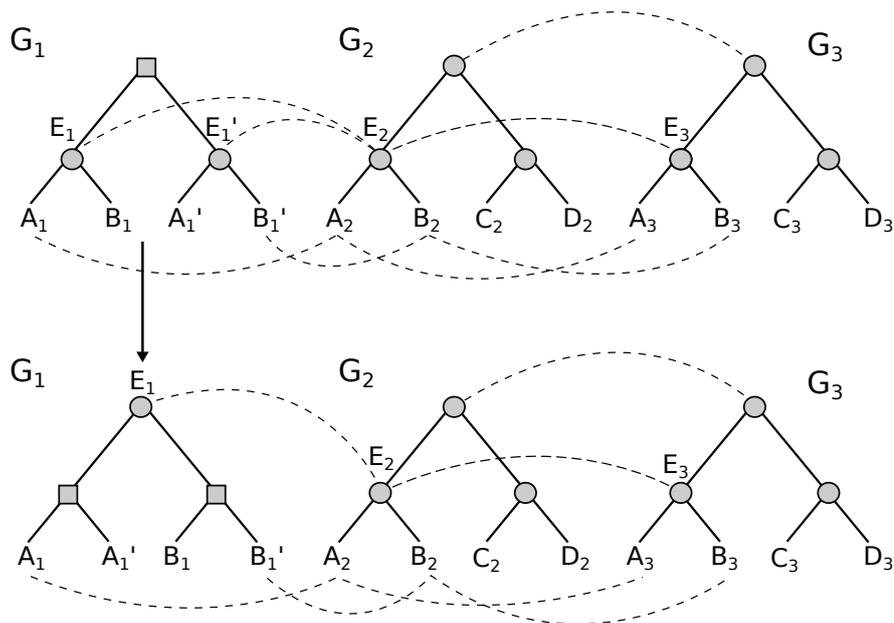 G₁ G₂ G₃
E₁ E₁' E₂ E₃
A₁ B₁ A₁' B₁' A₂ B₂ C₂ D₂ A₃ B₃ C₃ D₃
G₁ G₂ G₃
E₁
E₂ E₃
A₁ A₁' B₁ B₁' A₂ B₂ C₂ D₂ A₃ B₃ C₃ D₃